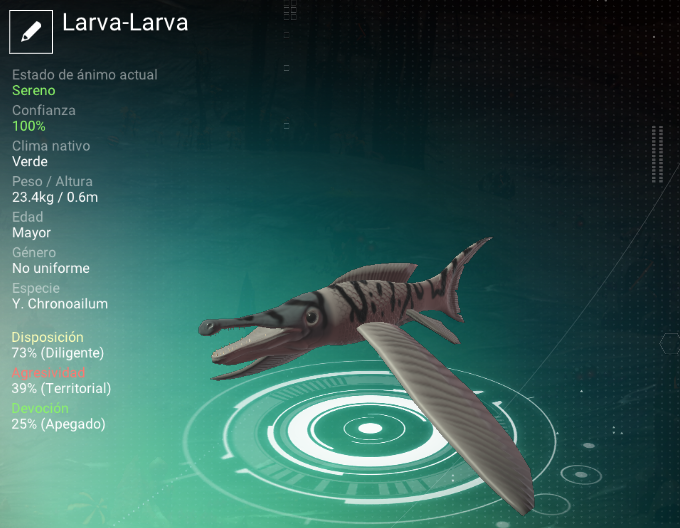 Larva-Larva
Estado de ánimo actual
Sereno
Confianza
100%
Clima nativo
Verde
Peso / Altura
23.4kg / 0.6m
Edad
Mayor
Género
No uniforme
Especie
Y. Chronoailum
Disposición
73% (Diligente)
Agresividad
39% (Territorial)
Devoción
25% (Apegado)